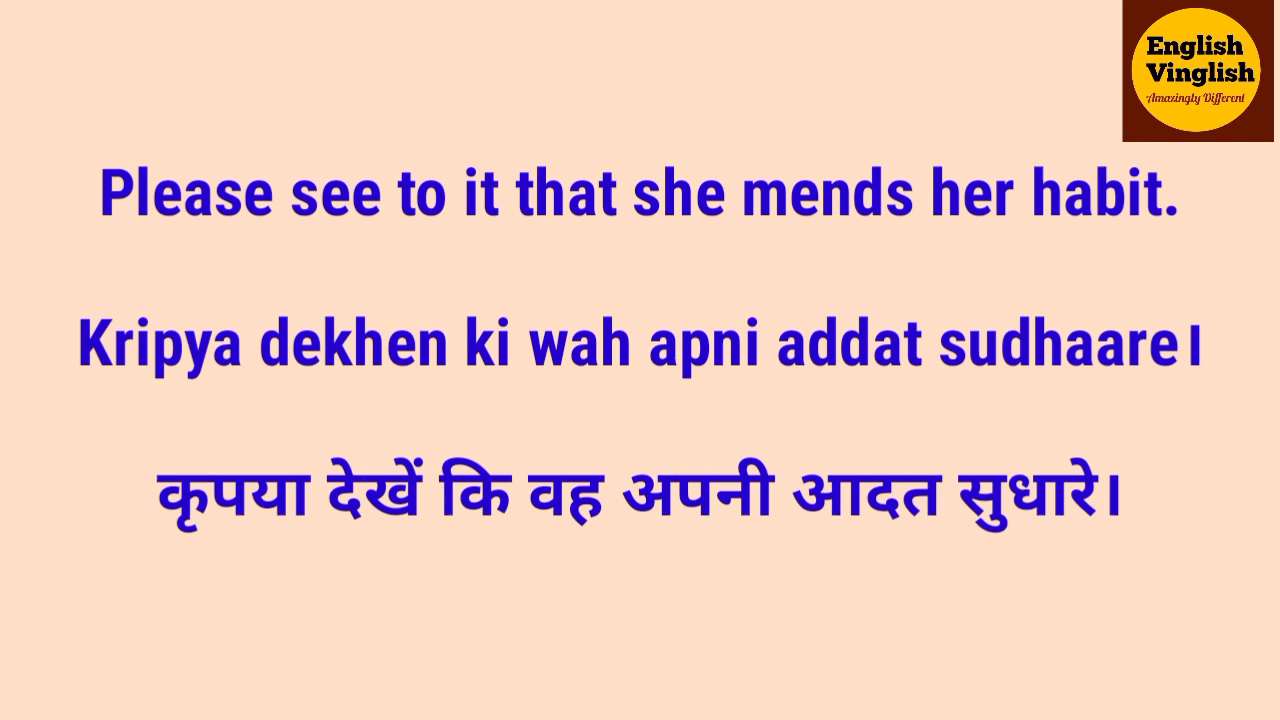 English
Vinglish
Amazingly Different
Please see to it that she mends her habit.
Kripya dekhen ki wah apni addat sudhaare।
कृपया देखें कि वह अपनी आदत सुधारे।